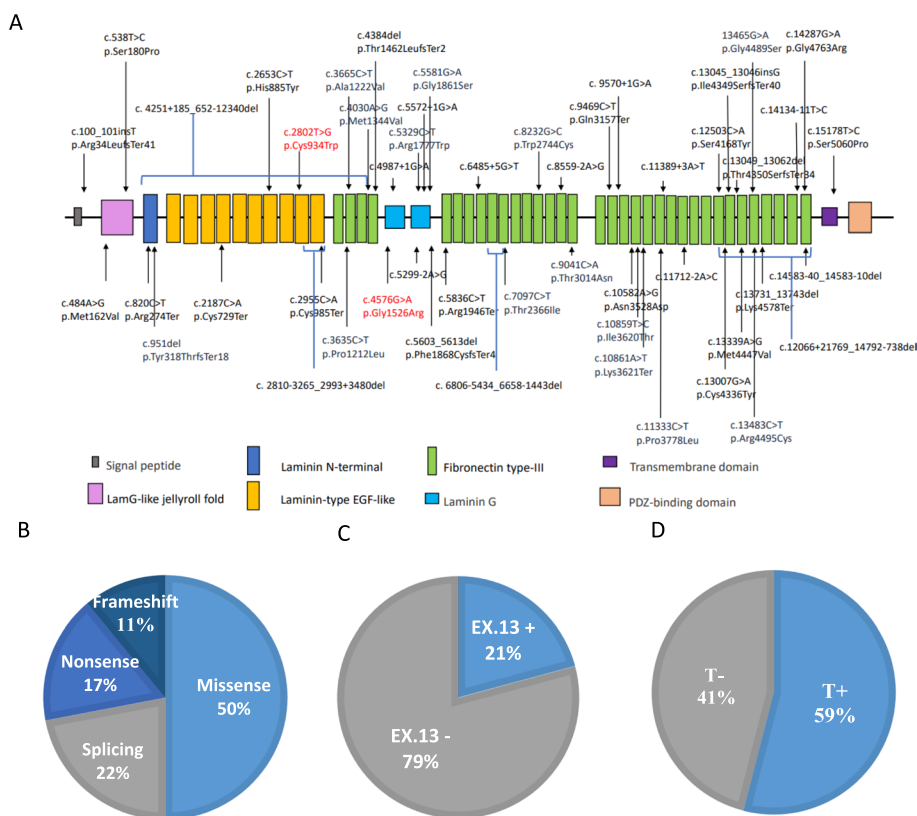 A
c.538T>C
p.Ser180Pro
c.100_101insT
p.Arg34LeufsTer41
c. 4251+185_652-12340del
c.2653C>T
p.His885Tyr
c.2802T>G
p.Cys934Trp
c.4384del
p.Thr1462LeufsTer2
c.3665C>T
p.Ala1222Val
c.4030A>G
p.Met1344Val
c.5581G>A
p.Gly1861Ser
c.5572+1G>A
c.5329C>T
p.Arg1777Trp
c.4987+1G>A
c.6485+5G>T
c.8232G>C
p.Trp2744Cys
c.8559-2A>G
c.9570+1G>A
c.9469C>T
p.Gln3157Ter
c.11389+3A>T
13465G>A
p.Gly4489Ser
c.13045_13046insG
p.Ile4349SerfsTer40
c.12503C>A
p.Ser4168Tyr
c.13049_13062del
p.Thr4350SerfsTer34
c.14287G>A
p.Gly4763Arg
c.14134-11T>C
c.15178T>C
p.Ser5060Pro
c.484A>G
p.Met162Val
c.820C>T
p.Arg274Ter
c.951del
p.Tyr318ThrfsTer18
c.2187C>A
p.Cys729Ter
c.2955C>A
p.Cys985Ter
c. 2810-3265_2993+3480del
c.3635C>T
p.Pro1212Leu
c.4576G>A
p.Gly1526Arg
c.5299-2A>G
c.5603_5613del
p.Phe1868CysfsTer4
c.5836C>T
p.Arg1946Ter
c. 6806-5434_6658-1443del
c.7097C>T
p.Thr2366Ile
c.9041C>A
p.Thr3014Asn
c.10582A>G
p.Asn3528Asp
c.10859T>C
p.Ile3620Thr
c.10861A>T
p.Lys3621Ter
c.11333C>T
p.Pro3778Leu
c.11712-2A>C
c.13007G>A
p.Cys4336Tyr
c.13339A>G
p.Met4447Val
c.13483C>T
p.Arg4495Cys
c.13731_13743del
p.Lys4578Ter
c.14583-40_14583-10del
c.12066+21769_14792-738del
Signal peptide
Laminin N-terminal
Fibronectin type-III
Transmembrane domain
LamG-like jellyroll fold
Laminin-type EGF-like
Laminin G
PDZ-binding domain
B
Frameshift
11%
Nonsense
17%
Missense
50%
Splicing
22%
C
EX.13 +
21%
EX.13 -
79%
D
T-
41%
T+
59%